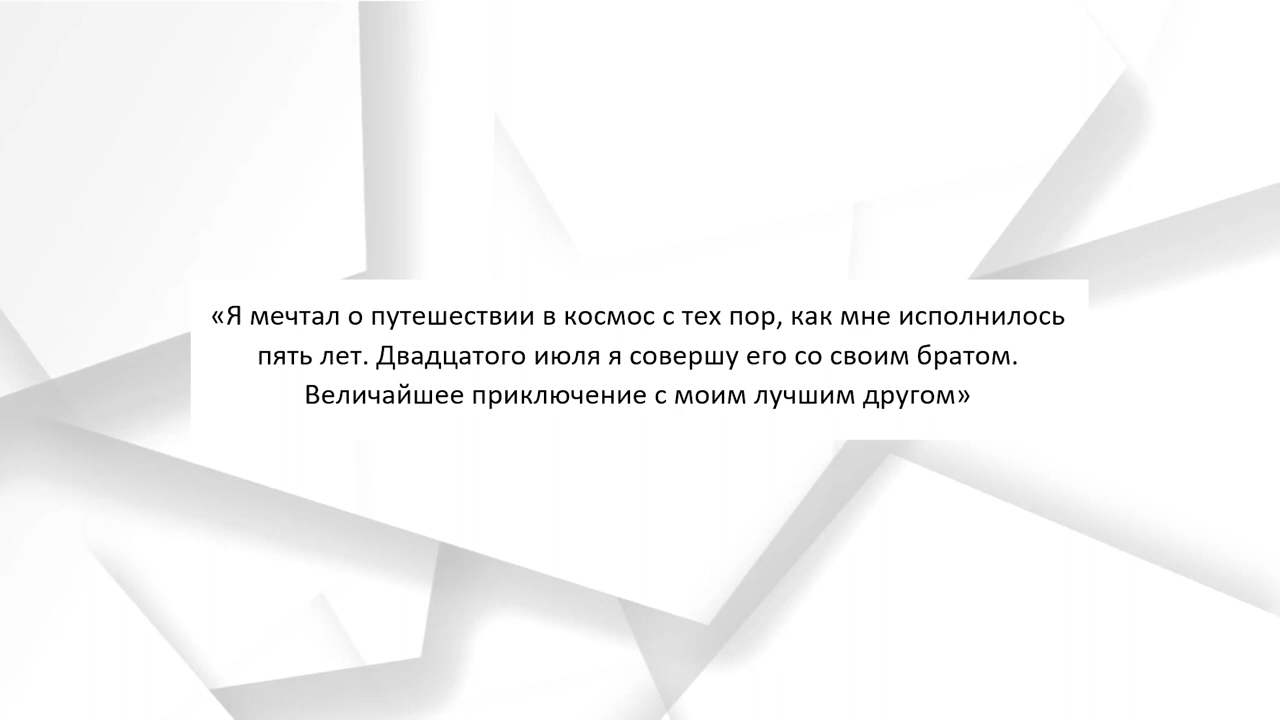 «Я мечтал о путешествии в космос с тех пор, как мне исполнилось
пять лет. Двадцатого июля я совершу его со своим братом.
Величайшее приключение с моим лучшим другом»